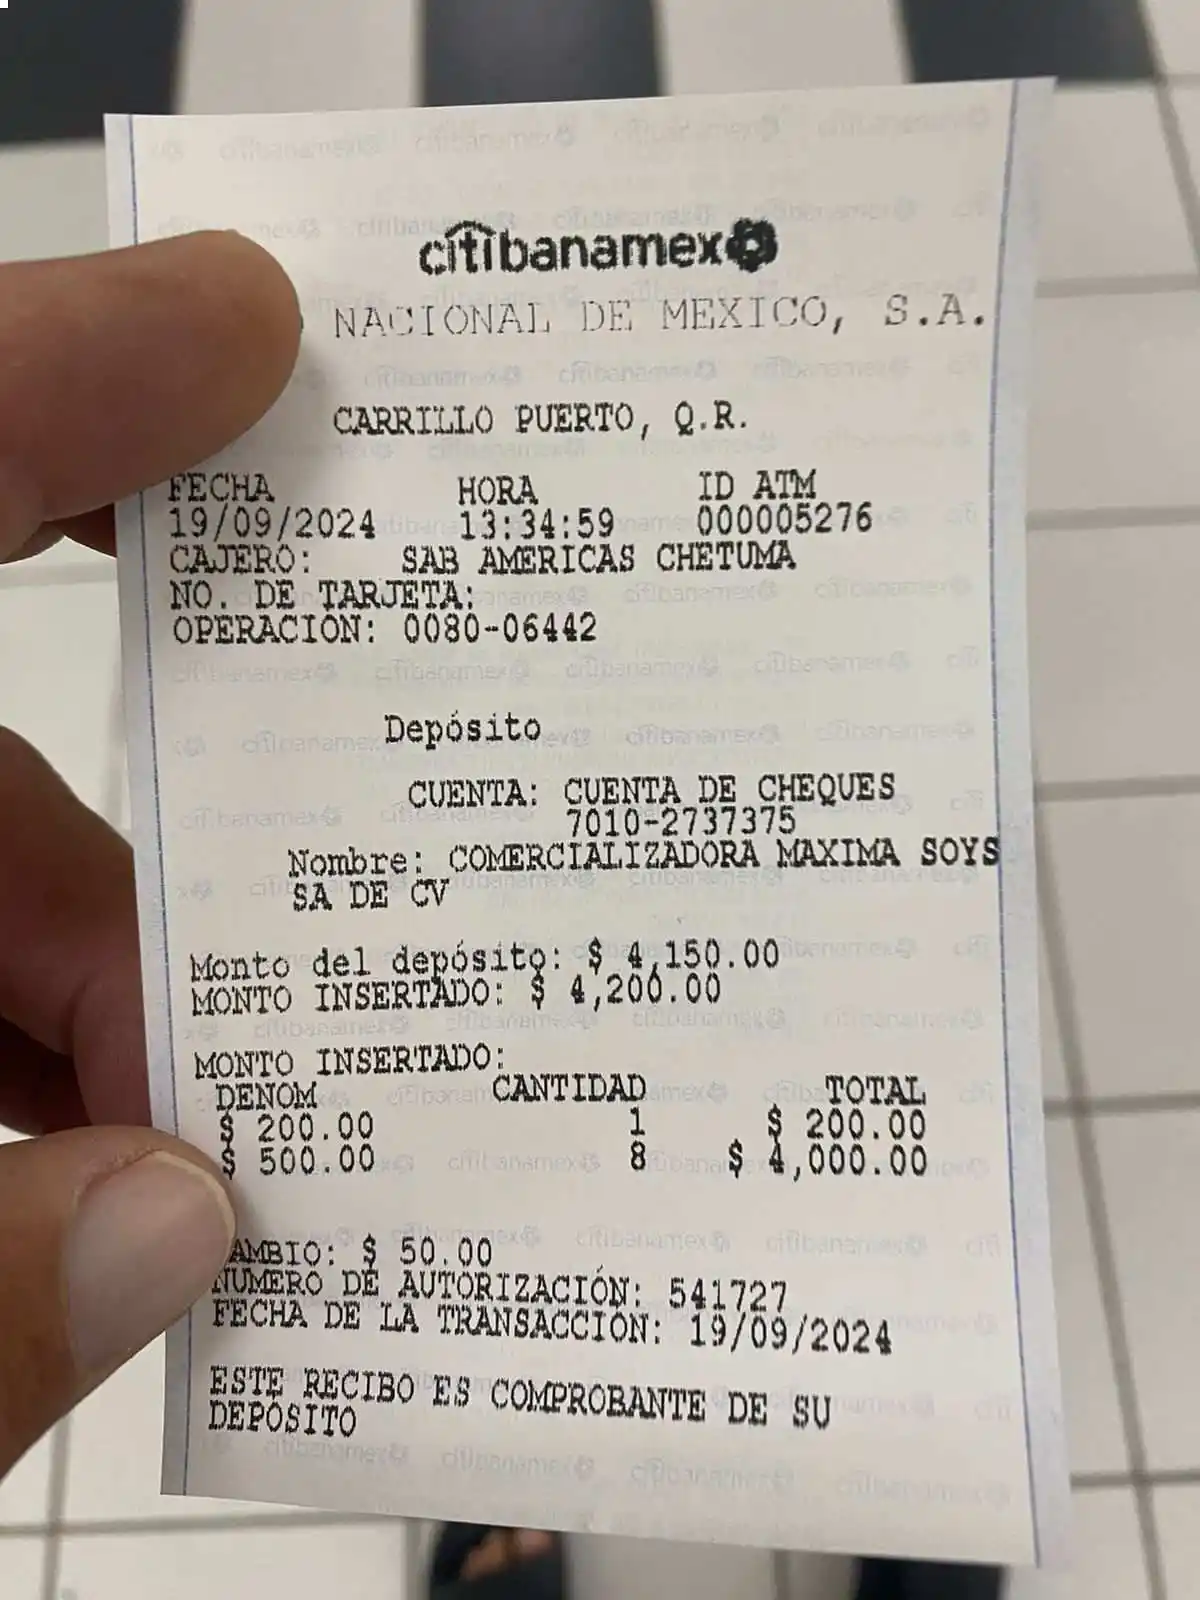 citibanamex
NACIONAL DE MEXICO, S.A.
CARRILLO PUERTO, Q.R.
FECHA HORA ID ATM
19/09/2024 13:34:59 000005276
CAJERO: SAB AMERICAS CHETUMA
NO. DE TARJETA:
OPERACION: 0080-06442
Depósito
CUENTA: CUENTA DE CHEQUES
7010-2737375
Nombre: COMERCIALIZADORA MAXIMA SOYS
SA DE CV
Monto del depósito: $ 4,150.00
MONTO INSERTADO: $ 4,200.00
MONTO INSERTADO:
DENOM CANTIDAD TOTAL
$ 200.00 1 $ 200.00
$ 500.00 8 $ 4,000.00
AMBIO: $ 50.00
NUMERO DE AUTORIZACIÓN: 541727
FECHA DE LA TRANSACCION: 19/09/2024
ESTE RECIBO ES COMPROBANTE DE SU
DEPÓSITO